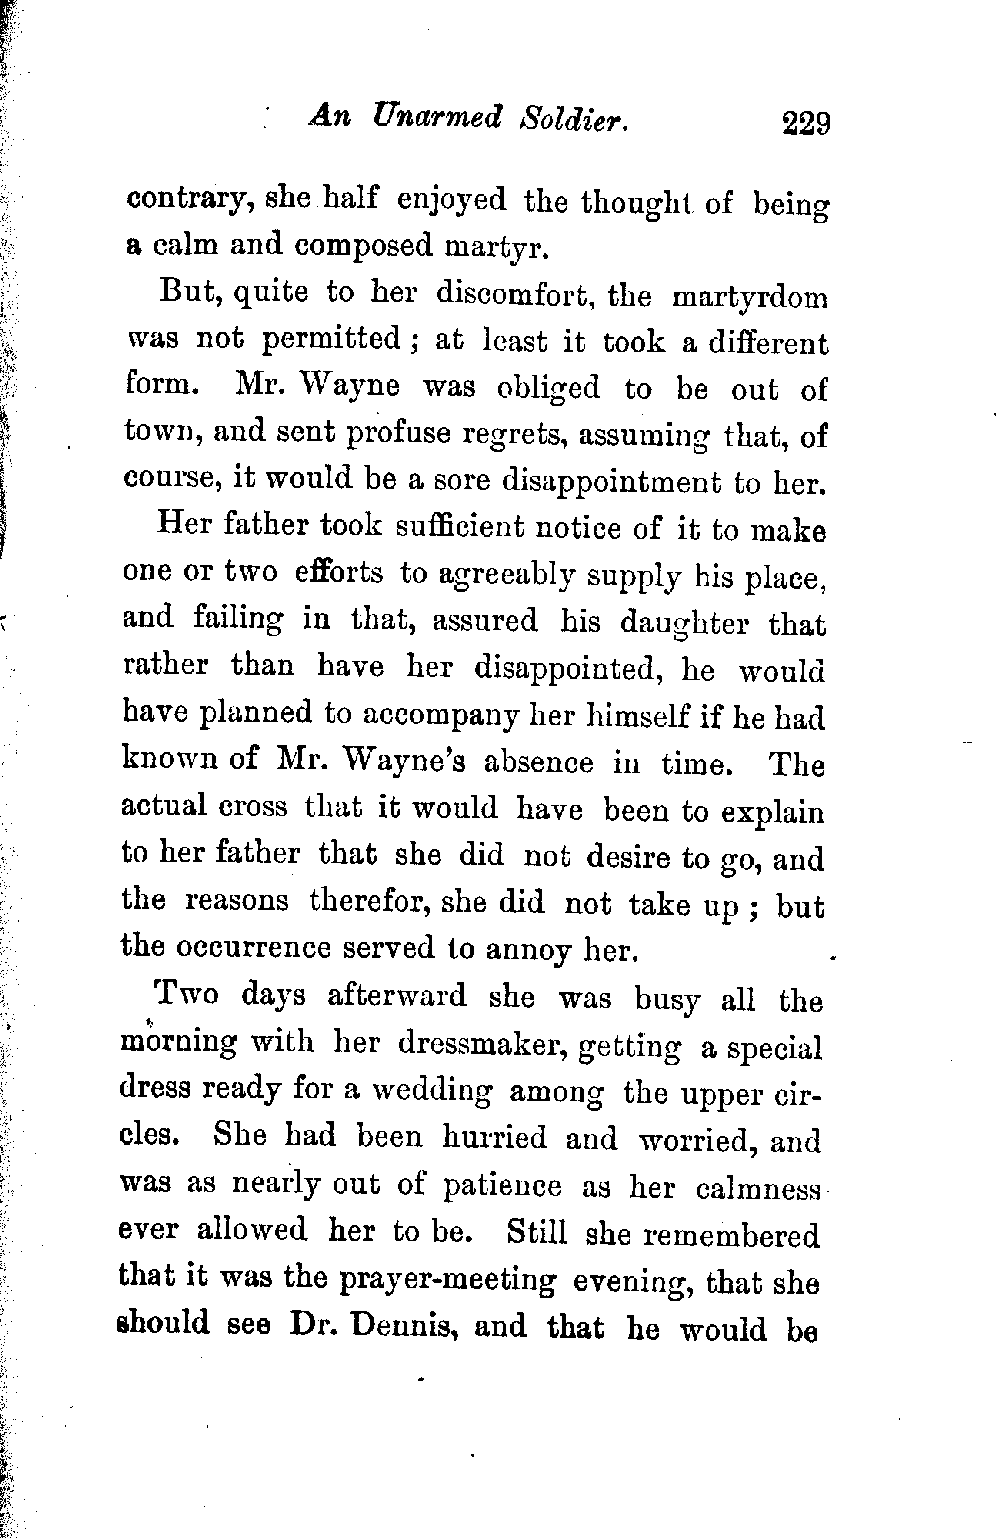 An Unarmed Soldier. 229
contrary, she half enjoyed the thought of being
a calm and composed martyr.
But, quite to her discomfort, the martyrdom
was not permitted ; at least it took a different
form. Mr. Wayne was obliged to be out of
town, and sent profuse regrets, assuming that, of
course, it would be a sore disappointment to her.
Her father took sufficient notice of it to make
one or two efforts to agreeably supply his place,
and failing in that, assured his daughter that
rather than have her disappointed, he would
have planned to accompany her himself if he had
known of Mr. Wayne's absence in time. The
actual cross that it would have been to explain
to her father that she did not desire to go, and
the reasons therefor, she did not take up ; but
the occurrence served to annoy her.
Two days afterward she was busy all the
morning with her dressmaker, getting a special
dress ready for a wedding among the upper cir-
cles. She had been hurried and worried, and
was as nearly out of patience as her calmness
ever allowed her to be. Still she remembered
that it was the prayer-meeting evening, that she
should see Dr. Dennis, and that he would be